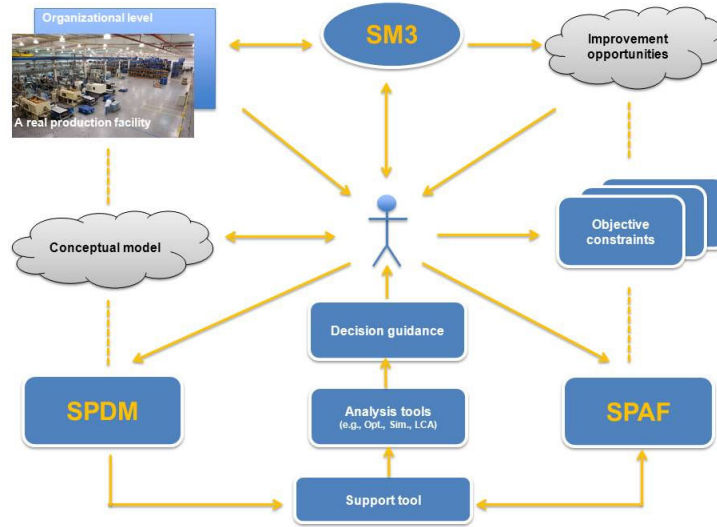 Organizational level
A real production facility
SM3
Improvement
opportunities
Conceptual model
Objective
constraints
Decision guidance
SPDM
Analysis tools
(e.g., Opt., Sim., LCA)
SPAF
Support tool